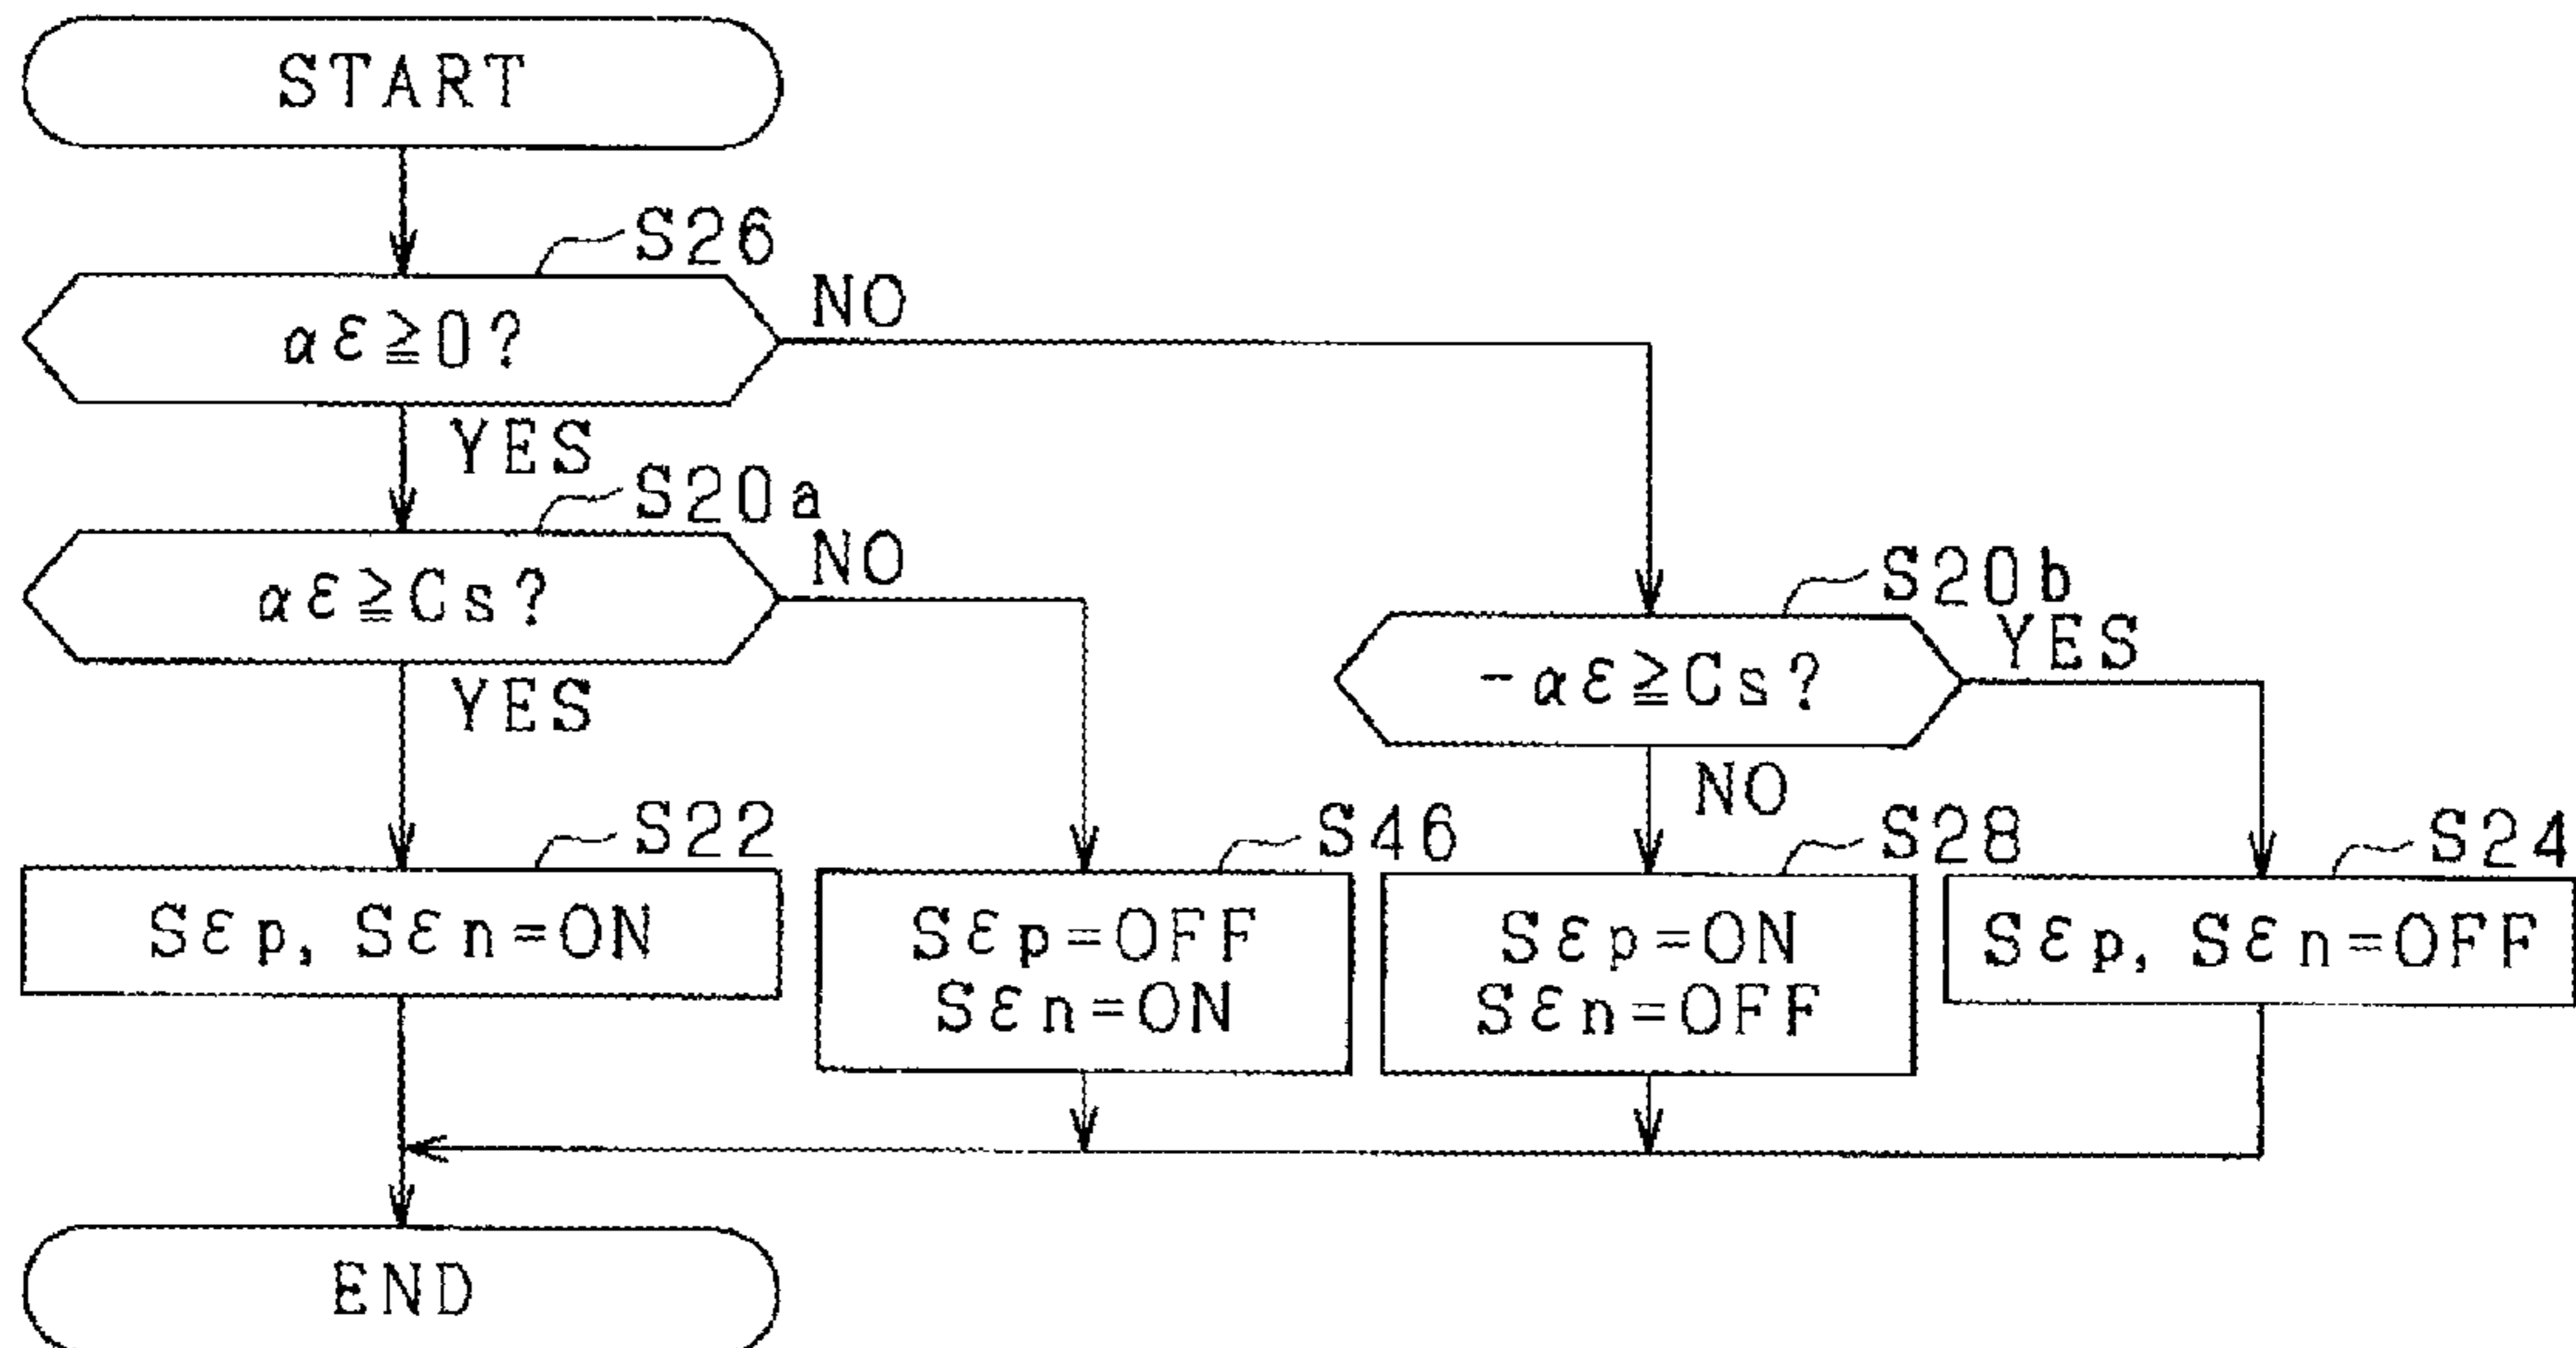 START
S26
αε≧0?
NO
YES
S20a
αε≧Cs?
NO
YES
S20b
-αε≧Cs?
YES
NO
S22
Sεp, Sεn=ON
S46
Sεp=OFF
Sεn=ON
S28
Sεp=ON
Sεn=OFF
S24
Sεp, Sεn=OFF
END